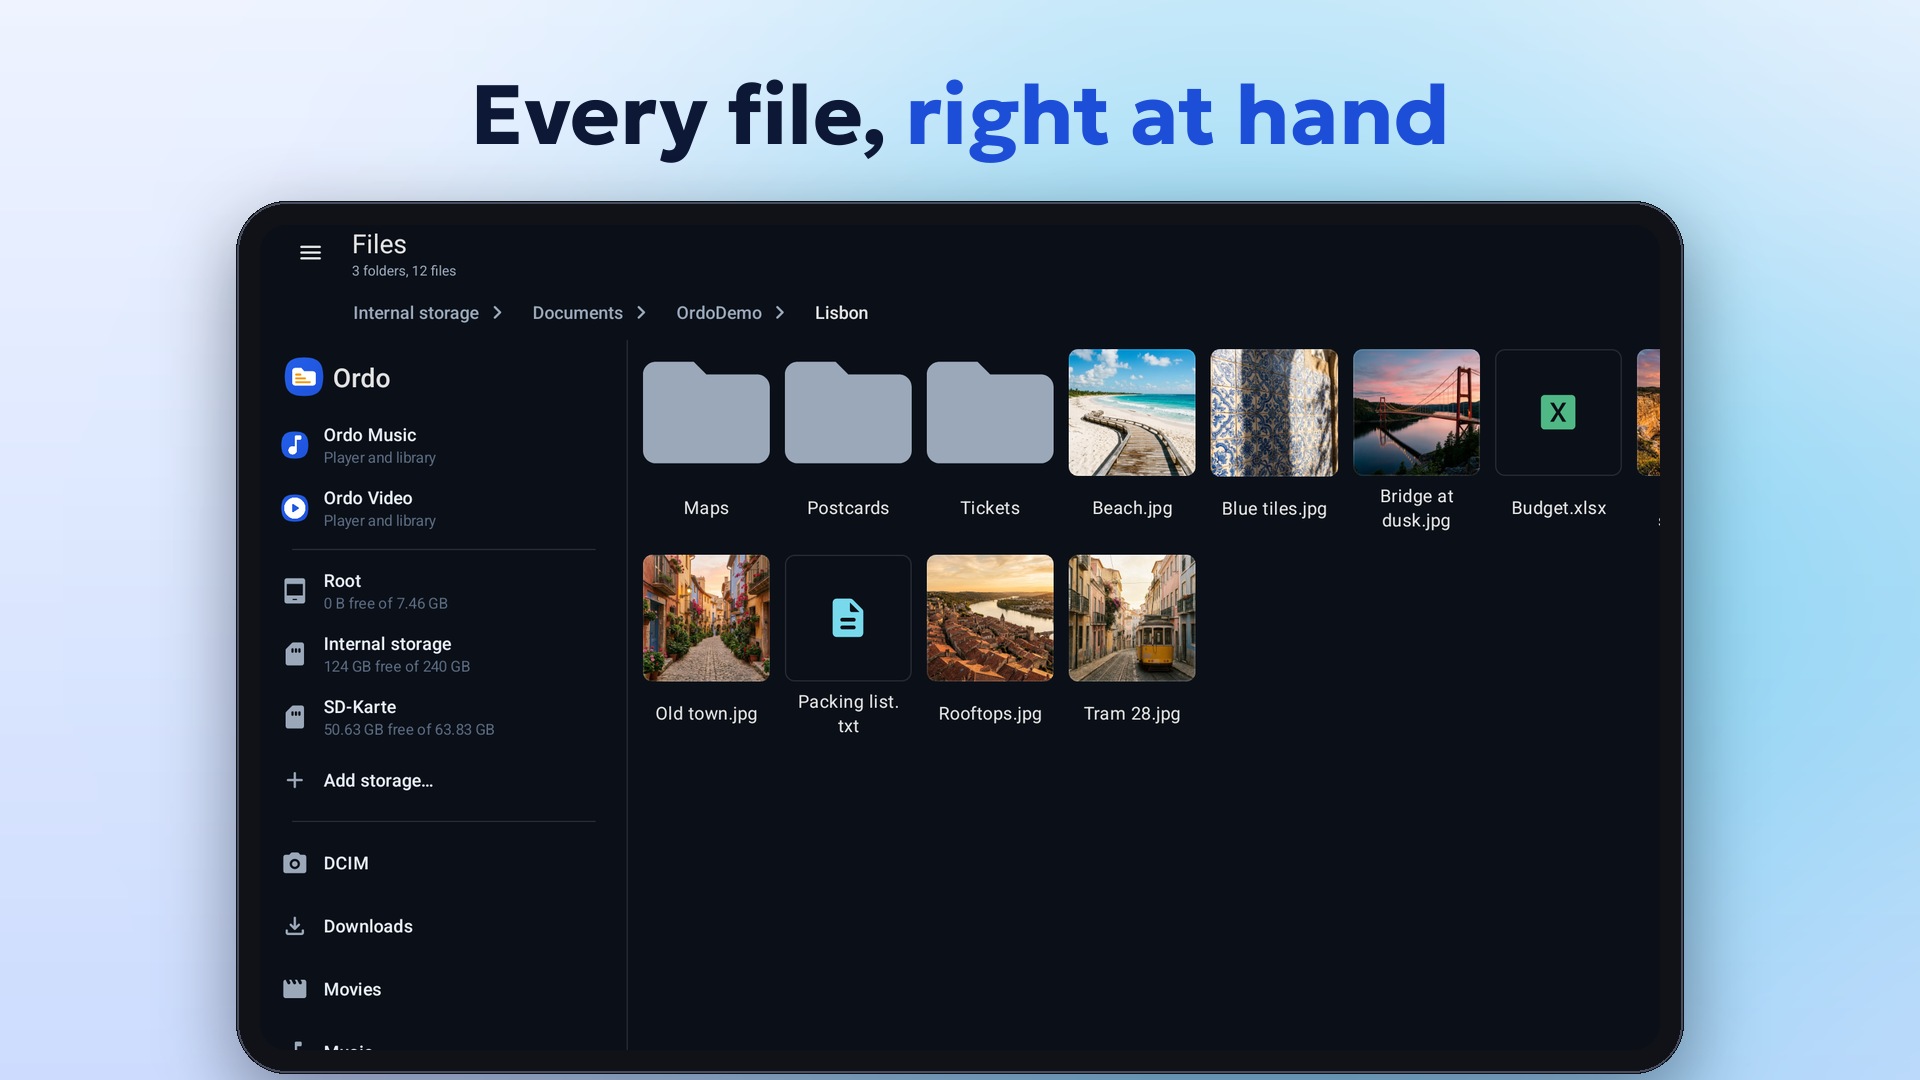 Every file, right at hand
Files
3 folders, 12 files
Internal storage
Documents
OrdoDemo
Lisbon
Ordo
Ordo Music
Player and library
Ordo Video
Player and library
Root
0 B free of 7.46 GB
Internal storage
124 GB free of 240 GB
SD-Karte
50.63 GB free of 63.83 GB
Add storage...
DCIM
Downloads
Movies
Maps
Postcards
Tickets
Beach.jpg
Blue tiles.jpg
Bridge at
dusk.jpg
X
Budget.xlsx
Old town.jpg
Packing list.
txt
Rooftops.jpg
Tram 28.jpg